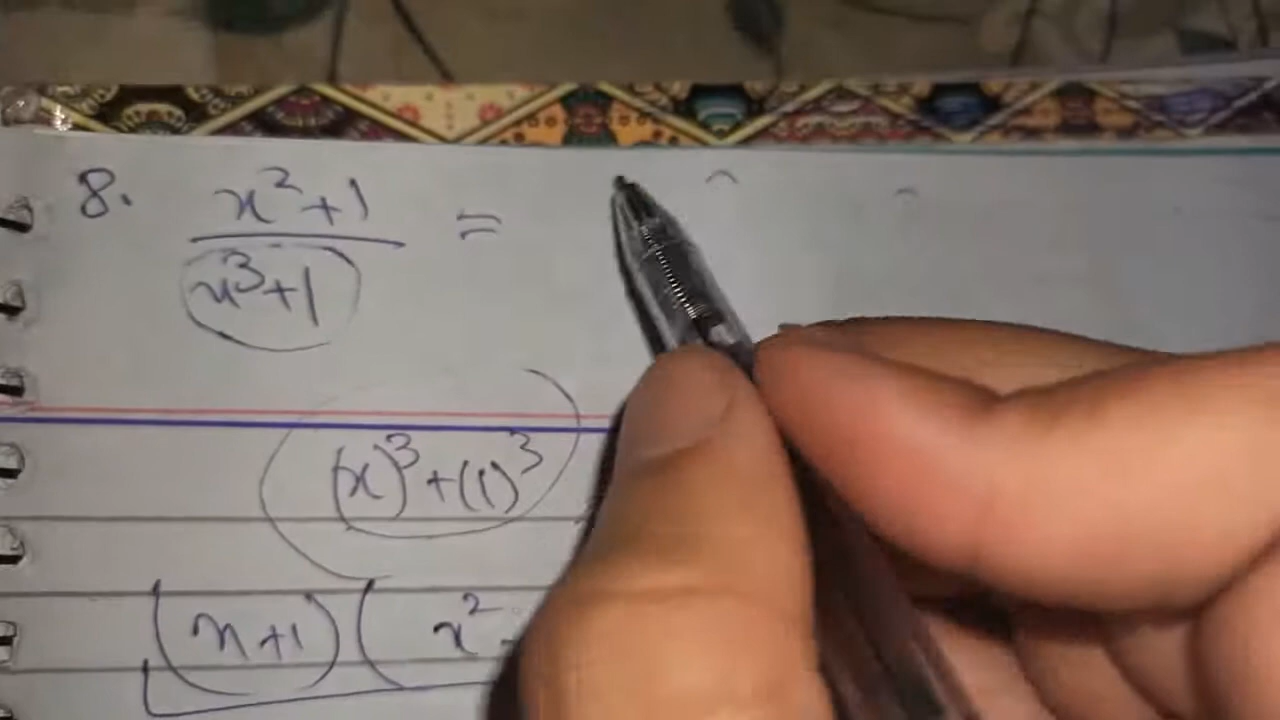 8. x²+1 / x³+1 =
(x)³+(1)³
(x+1)(x²-